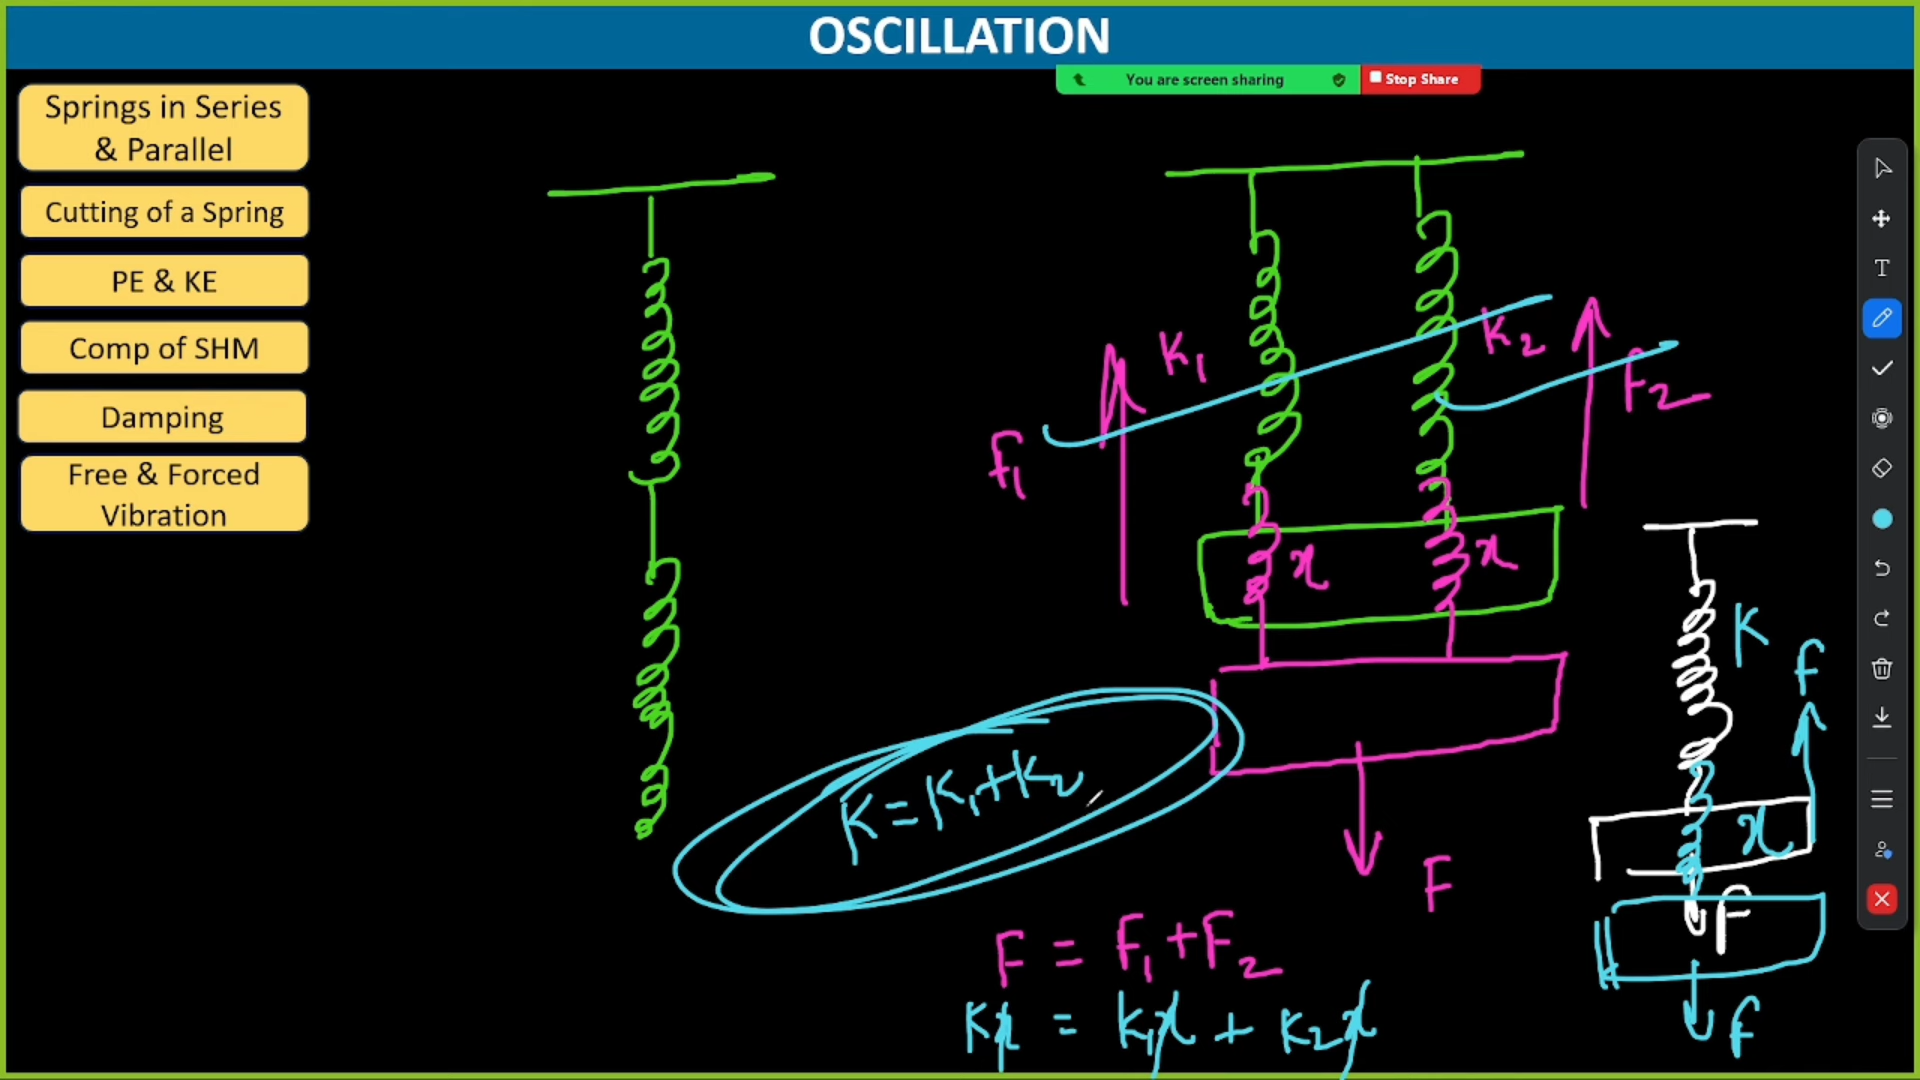 OSCILLATION
You are screen sharing
Stop Share
Springs in Series
& Parallel
Cutting of a Spring
PE & KE
Comp of SHM
Damping
Free & Forced
Vibration
T
K₁
K₂
F₁
F₂
x
x
K
F
x
F
F
K = K₁ + K₂
F
F = F₁ + F₂
Kx = K₁x + K₂x